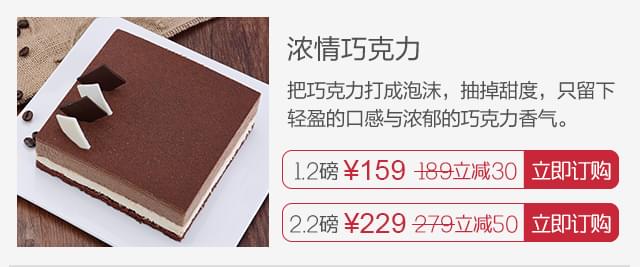 浓情巧克力
把巧克力打成泡沫，抽掉甜度，只留下
轻盈的口感与浓郁的巧克力香气。
1.2磅 ¥159 189立减30 立即订购
2.2磅 ¥229 279立减50 立即订购